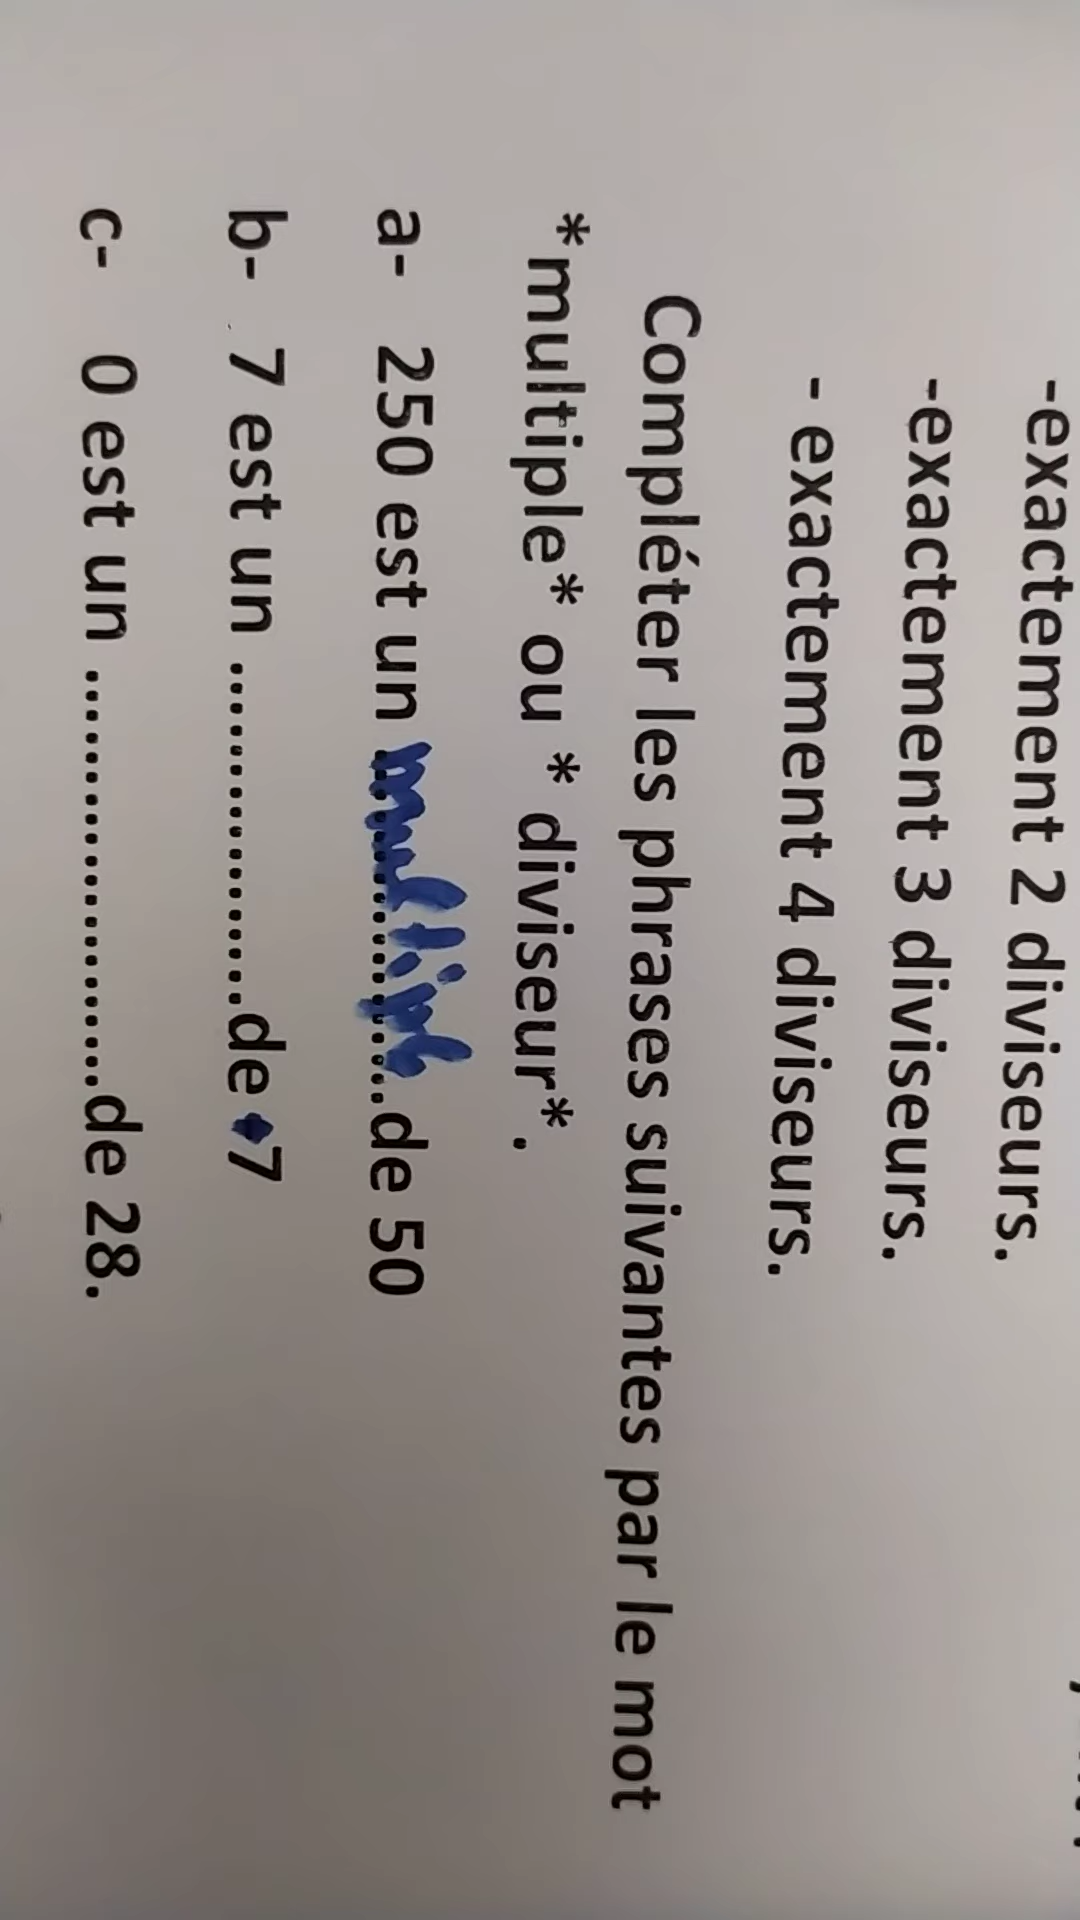 -exactement 2 diviseurs.
-exactement 3 diviseurs.
- exactement 4 diviseurs.
Compléter les phrases suivantes par le mot
*multiple* ou * diviseur*.
a- 250 est un ......multiple......de 50
b- 7 est un ........................de 7
c- 0 est un .............................de 28.